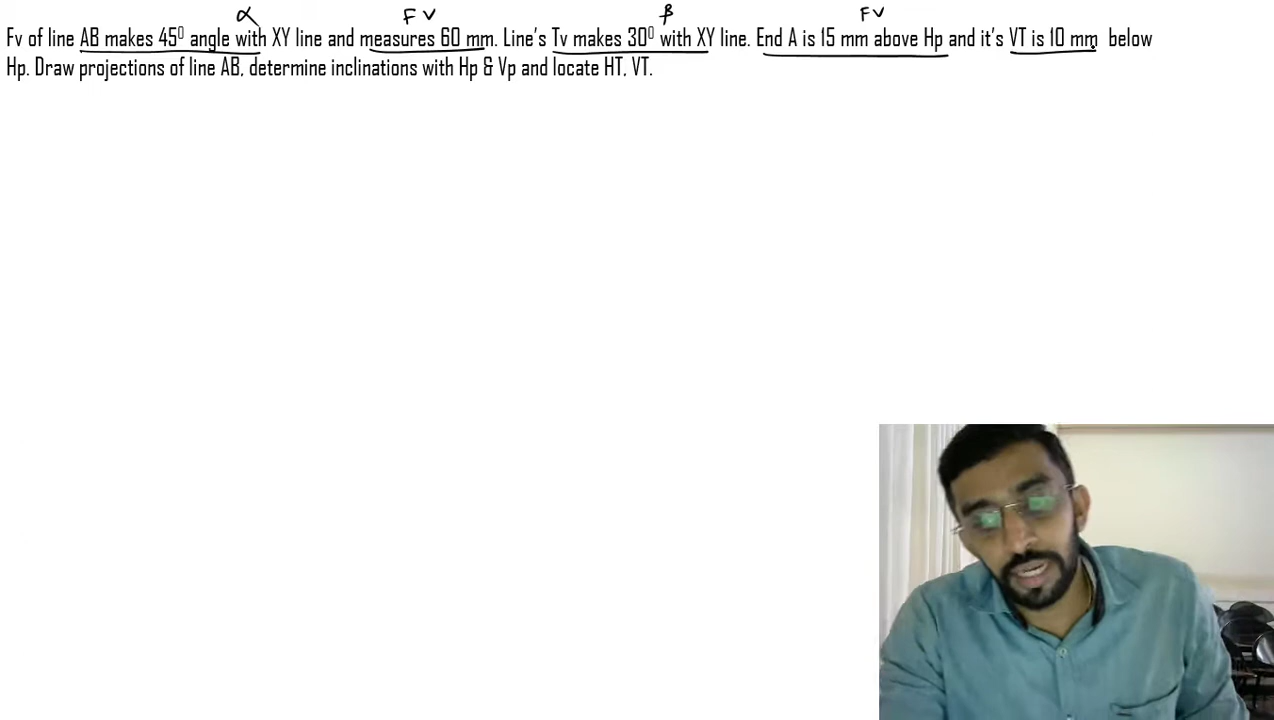 α FV β FV
Fv of line AB makes 45⁰ angle with XY line and measures 60 mm. Line's Tv makes 30⁰ with XY line. End A is 15 mm above Hp and it's VT is 10 mm below
Hp. Draw projections of line AB, determine inclinations with Hp & Vp and locate HT, VT.